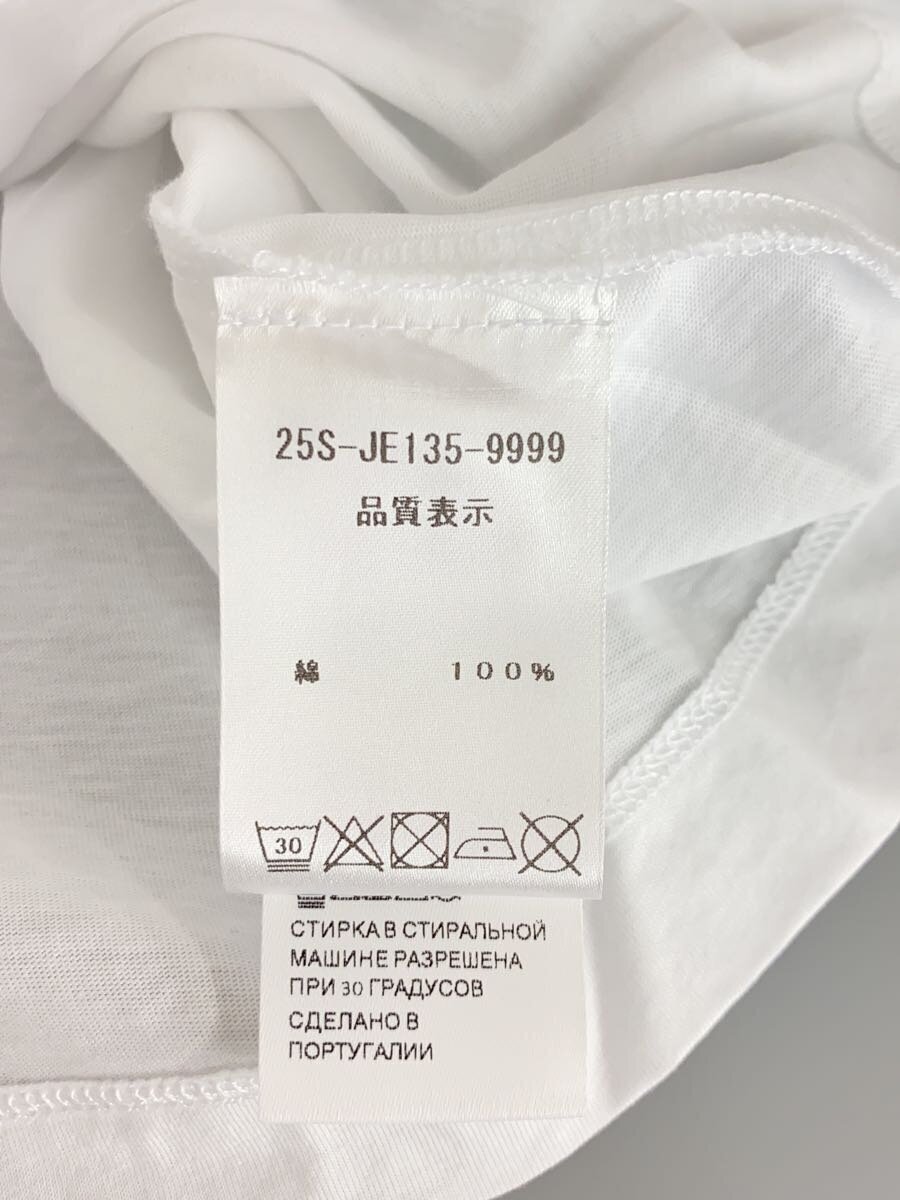 25S-JE135-9999
品質表示
綿 100%
30
СТИРКА В СТИРАЛЬНОЙ
МАШИНЕ РАЗРЕШЕНА
ПРИ 30 ГРАДУСОВ
СДЕЛАНО В
ПОРТУГАЛИИ